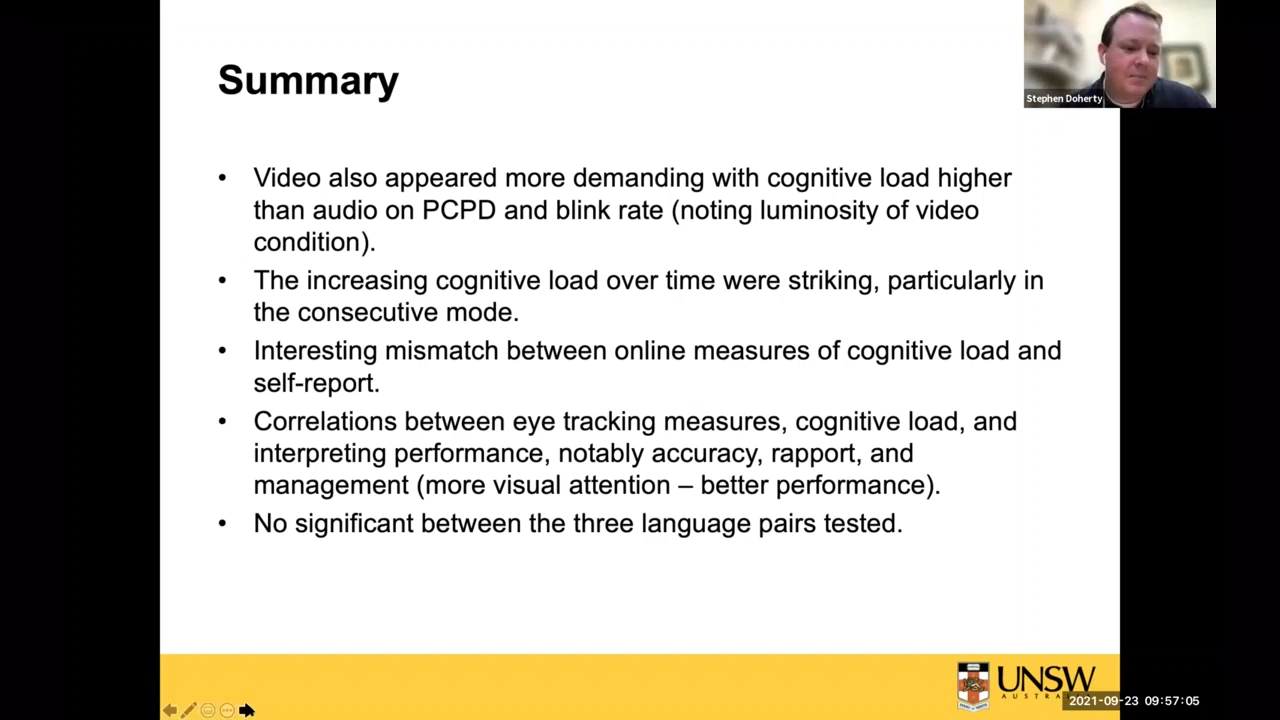 Summary
Stephen Doherty
• Video also appeared more demanding with cognitive load higher
than audio on PCPD and blink rate (noting luminosity of video
condition).
• The increasing cognitive load over time were striking, particularly in
the consecutive mode.
• Interesting mismatch between online measures of cognitive load and
self-report.
• Correlations between eye tracking measures, cognitive load, and
interpreting performance, notably accuracy, rapport, and
management (more visual attention – better performance).
• No significant between the three language pairs tested.
UNSW
2021-09-23 09:57:05